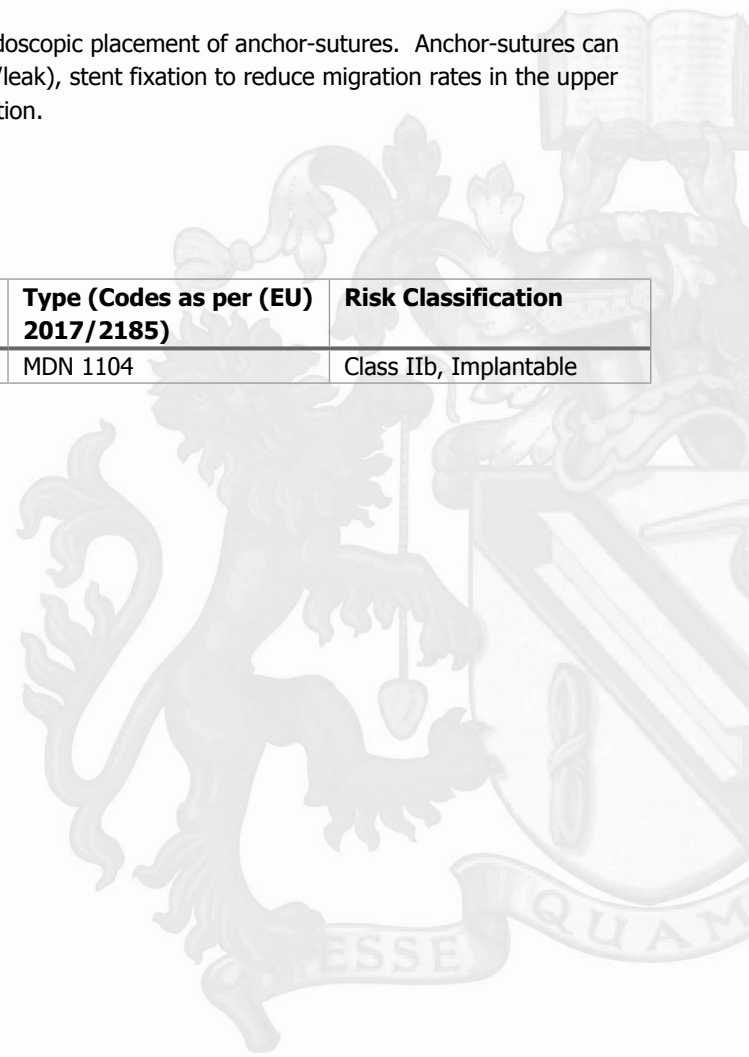 doscopic placement of anchor-sutures. Anchor-sutures can
/leak), stent fixation to reduce migration rates in the upper
tion.
Type (Codes as per (EU) 2017/2185) Risk Classification
MDN 1104 Class IIb, Implantable
ESSE QUAM